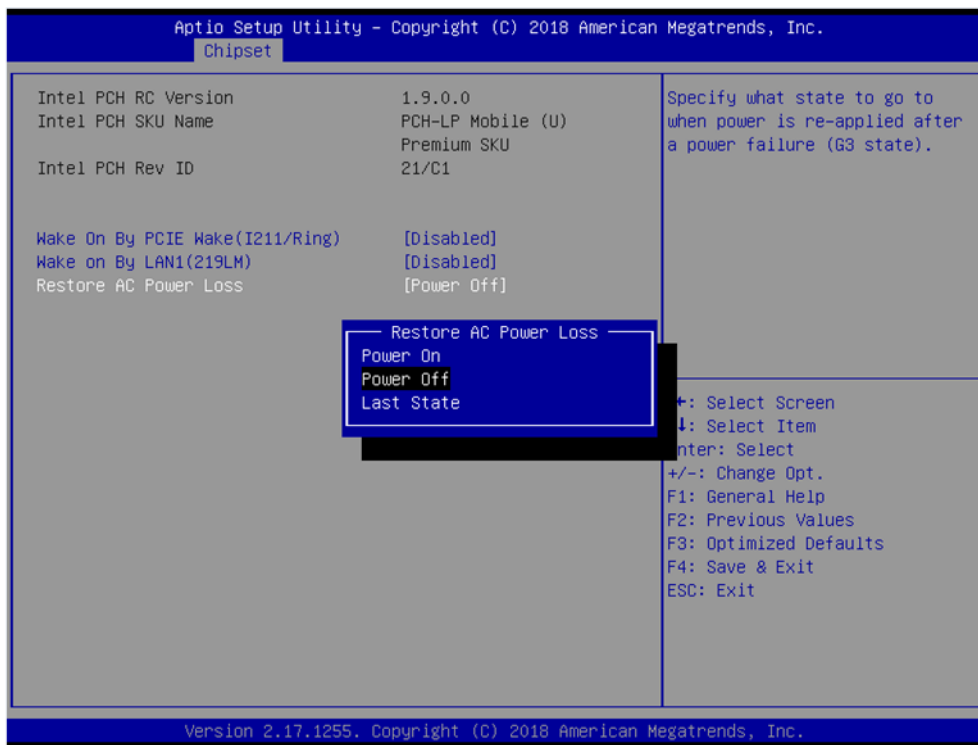 Aptio Setup Utility – Copyright (C) 2018 American Megatrends, Inc.
Chipset
Intel PCH RC Version 1.9.0.0
Intel PCH SKU Name PCH-LP Mobile (U)
Premium SKU
Intel PCH Rev ID 21/C1
Wake On By PCIE Wake(I211/Ring) [Disabled]
Wake on By LAN1(219LM) [Disabled]
Restore AC Power Loss [Power Off]
Restore AC Power Loss
Power On
Power Off
Last State
Specify what state to go to
when power is re-applied after
a power failure (G3 state).
: Select Screen
: Select Item
nter: Select
+/-: Change Opt.
F1: General Help
F2: Previous Values
F3: Optimized Defaults
F4: Save & Exit
ESC: Exit
Version 2.17.1255. Copyright (C) 2018 American Megatrends, Inc.